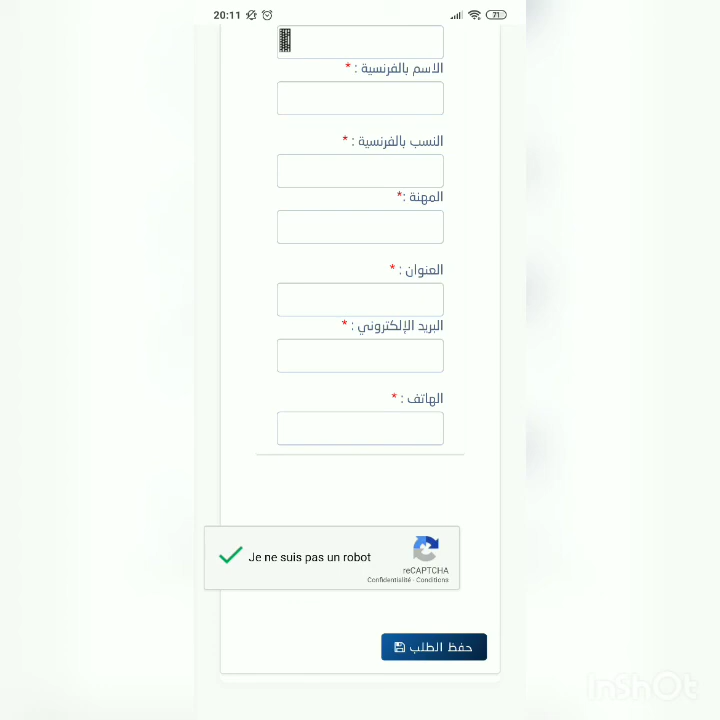 20:11
71
الاسم بالفرنسية : *
النسب بالفرنسية : *
المهنة :*
العنوان : *
البريد الإلكتروني : *
الهاتف : *
Je ne suis pas un robot
reCAPTCHA
Confidentialité - Conditions
حفظ الطلب
InShOt